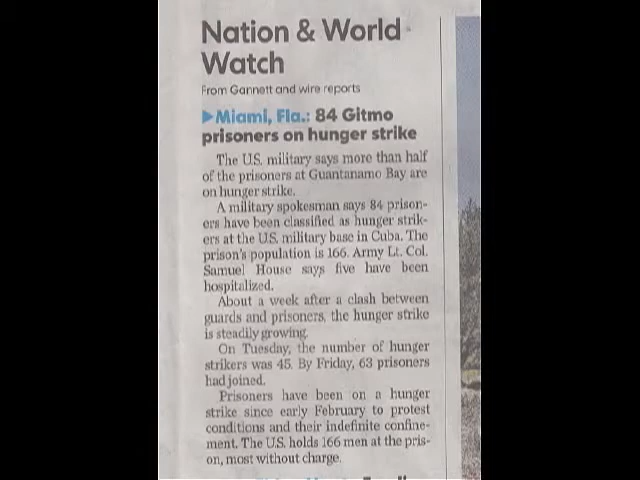 Nation & World
Watch
From Gannett and wire reports
▶Miami, Fla.: 84 Gitmo
prisoners on hunger strike
The U.S. military says more than half
of the prisoners at Guantanamo Bay are
on hunger strike.
A military spokesman says 84 prison-
ers have been classified as hunger strik-
ers at the U.S. military base in Cuba. The
prison's population is 166. Army Lt. Col.
Samuel House says five have been
hospitalized.
About a week after a clash between
guards and prisoners, the hunger strike
is steadily growing.
On Tuesday, the number of hunger
strikers was 45. By Friday, 63 prisoners
had joined.
Prisoners have been on a hunger
strike since early February to protest
conditions and their indefinite confine-
ment. The U.S. holds 166 men at the pris-
on, most without charge.